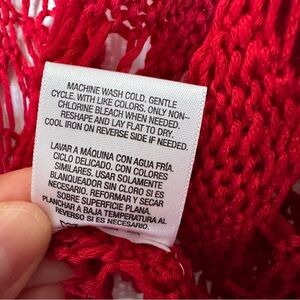 MACHINE WASH COLD, GENTLE
CYCLE, WITH LIKE COLORS, ONLY NON-
CHLORINE BLEACH WHEN NEEDED.
RESHAPE AND LAY FLAT TO DRY.
COOL IRON ON REVERSE SIDE IF NEEDED.
LAVAR A MÁQUINA CON AGUA FRÍA
CICLO DELICADO, CON COLORES
SIMILARES. USAR SOLAMENTE
BLANQUEADOR SIN CLORO SI ES
NECESARIO. REFORMAR Y SECAR
SOBRE SUPERFICIE PLANA.
PLANCHAR A BAJA TEMPERATURA AL
REVERSO SI ES NECESARIO.